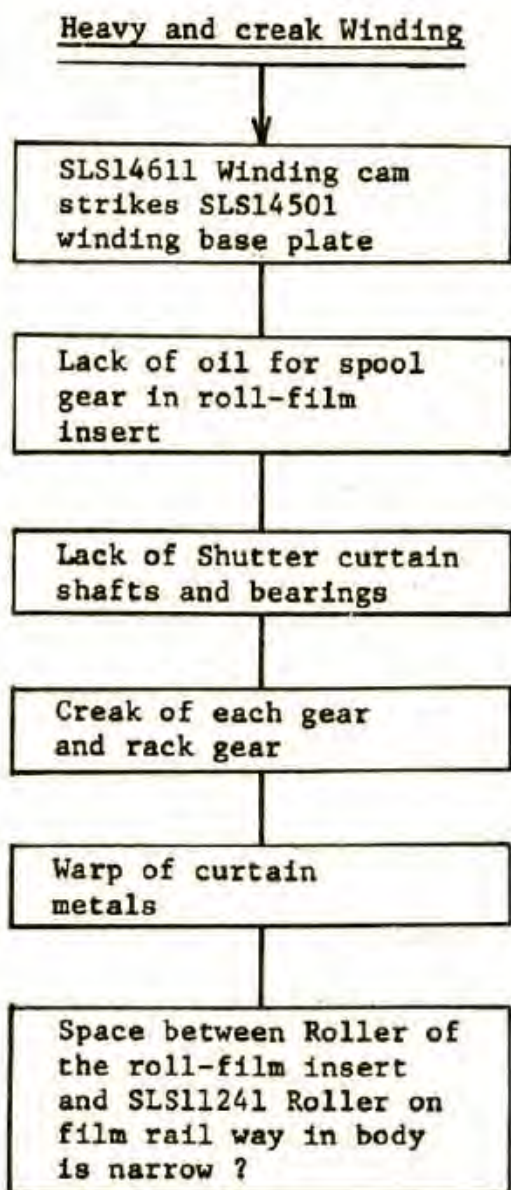 Heavy and creak Winding
SLS14611 Winding cam
strikes SLS14501
winding base plate
Lack of oil for spool
gear in roll-film
insert
Lack of Shutter curtain
shafts and bearings
Creak of each gear
and rack gear
Warp of curtain
metals
Space between Roller of
the roll-film insert
and SLS11241 Roller on
film rail way in body
is narrow ?